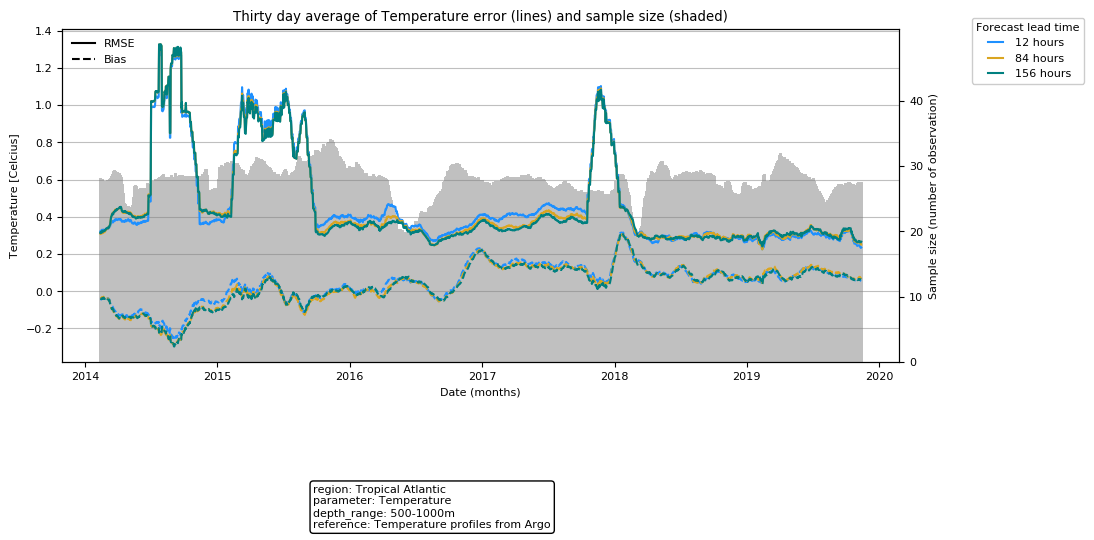 Thirty day average of Temperature error (lines) and sample size (shaded)
Forecast lead time
12 hours
84 hours
156 hours
RMSE
Bias
Temperature [Celcius]
1.4
1.2
1.0
0.8
0.6
0.4
0.2
0.0
−0.2
Sample size (number of observation)
40
30
20
10
0
2014 2015 2016 2017 2018 2019 2020
Date (months)
region: Tropical Atlantic
parameter: Temperature
depth_range: 500-1000m
reference: Temperature profiles from Argo